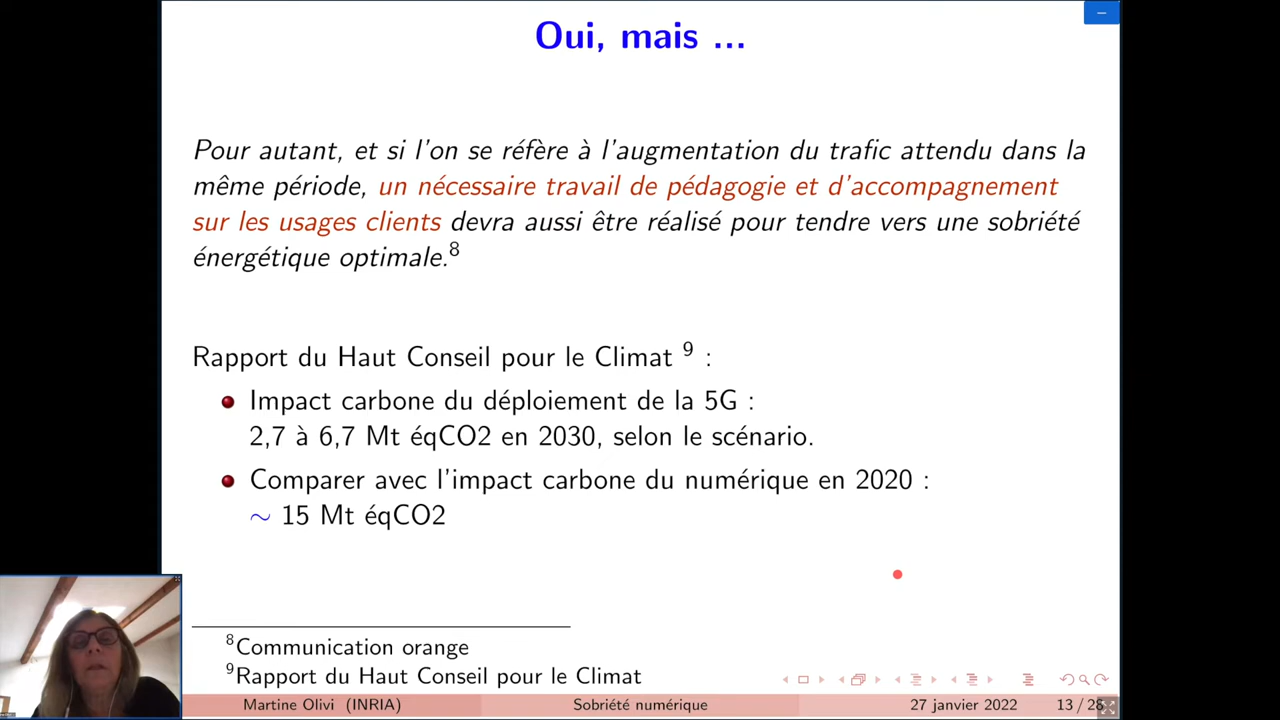 Oui, mais ...
Pour autant, et si l'on se réfère à l'augmentation du trafic attendu dans la
même période, un nécessaire travail de pédagogie et d'accompagnement
sur les usages clients devra aussi être réalisé pour tendre vers une sobriété
énergétique optimale.8
Rapport du Haut Conseil pour le Climat 9 :
Impact carbone du déploiement de la 5G :
2,7 à 6,7 Mt éqCO2 en 2030, selon le scénario.
Comparer avec l'impact carbone du numérique en 2020 :
∼ 15 Mt éqCO2
8Communication orange
9Rapport du Haut Conseil pour le Climat
Martine Olivi (INRIA) Sobriété numérique 27 janvier 2022 13 / 28